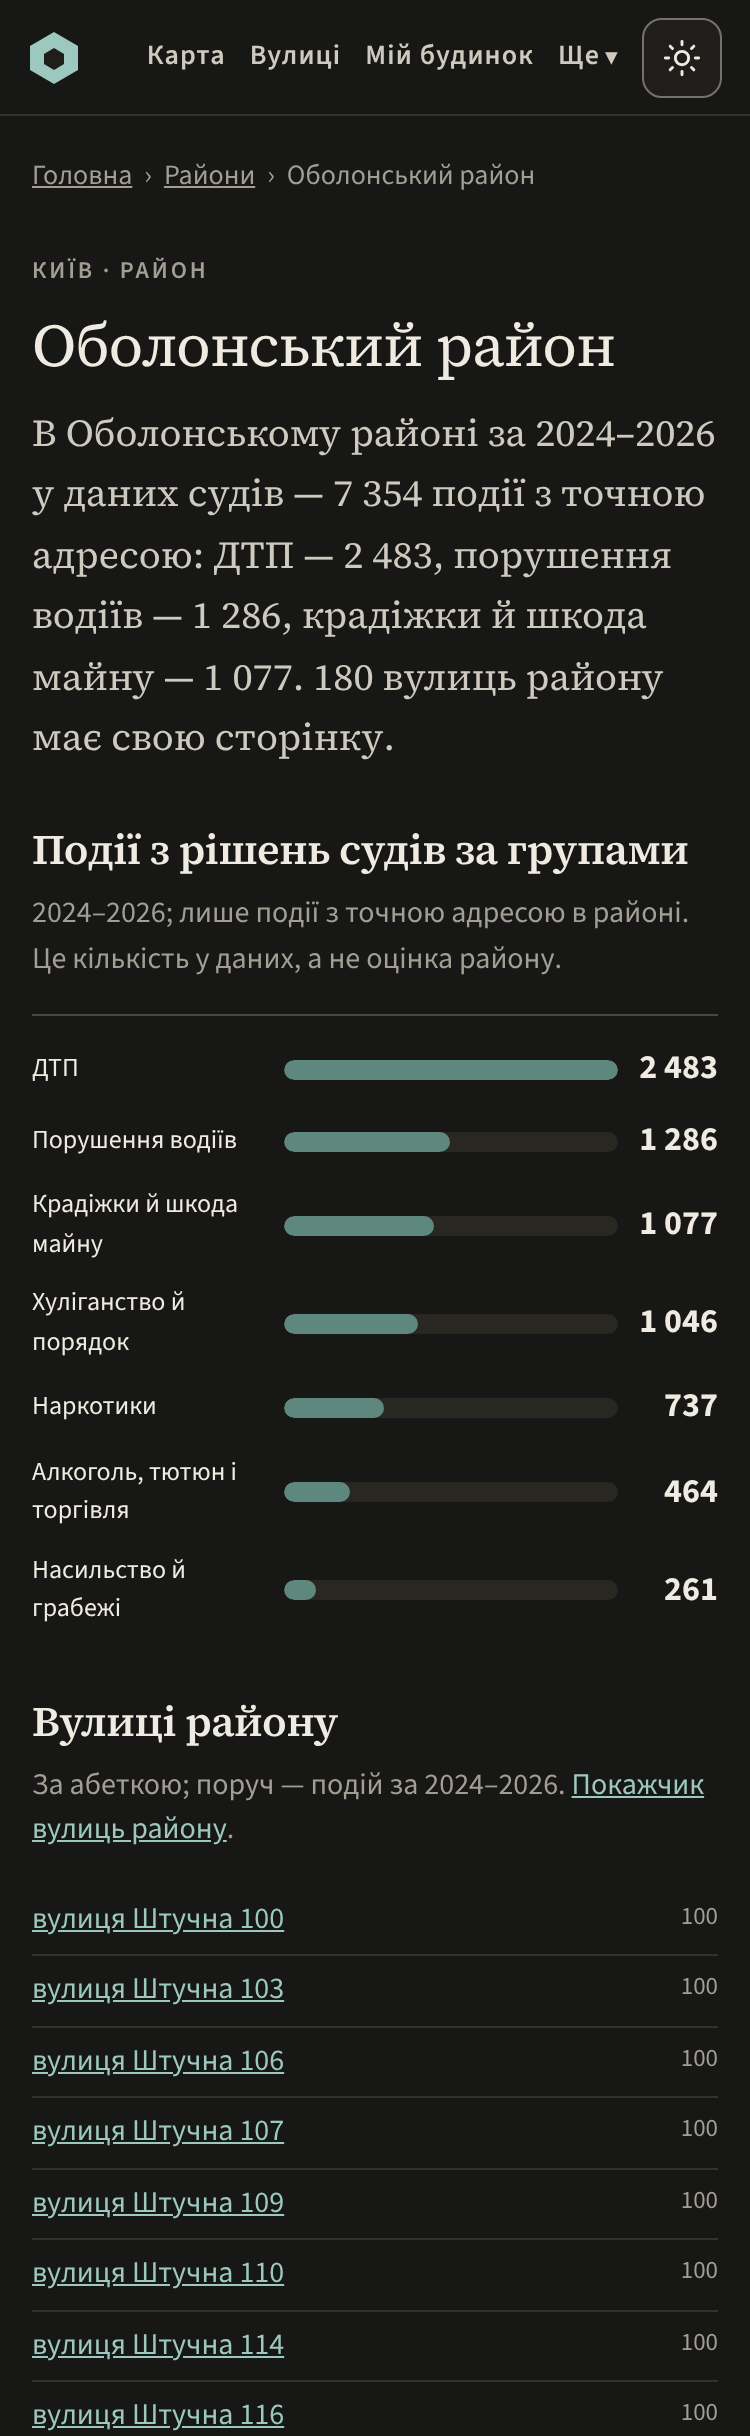 Карта Вулиці Мій будинок Ще ▾
Головна › Райони › Оболонський район
КИЇВ · РАЙОН
Оболонський район
В Оболонському районі за 2024–2026
у даних судів — 7 354 події з точною
адресою: ДТП — 2 483, порушення
водіїв — 1 286, крадіжки й шкода
майну — 1 077. 180 вулиць району
має свою сторінку.
Події з рішень судів за групами
2024–2026; лише події з точною адресою в районі.
Це кількість у даних, а не оцінка району.
ДТП 2 483
Порушення водіїв 1 286
Крадіжки й шкода
майну 1 077
Хуліганство й
порядок 1 046
Наркотики 737
Алкоголь, тютюн і
торгівля 464
Насильство й
грабежі 261
Вулиці району
За абеткою; поруч — подій за 2024–2026. Покажчик
вулиць району.
вулиця Штучна 100 100
вулиця Штучна 103 100
вулиця Штучна 106 100
вулиця Штучна 107 100
вулиця Штучна 109 100
вулиця Штучна 110 100
вулиця Штучна 114 100
вулиця Штучна 116 100